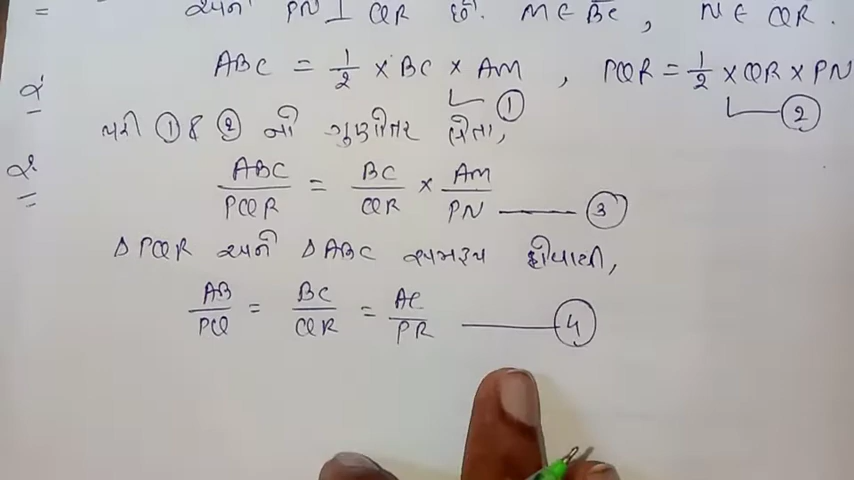 = અને PN ⊥ QR છે. M ∈ BC, N ∈ QR.
ABC = 1/2 × BC × AM, PQR = 1/2 × QR × PN
① ②
① & ② નો ગુણોત્તર લેતા,
ABC/PQR = BC/QR × AM/PN —— ③
△PQR અને △ABC સમરૂપ હોવાથી,
AB/PQ = BC/QR = AC/PR —— ④